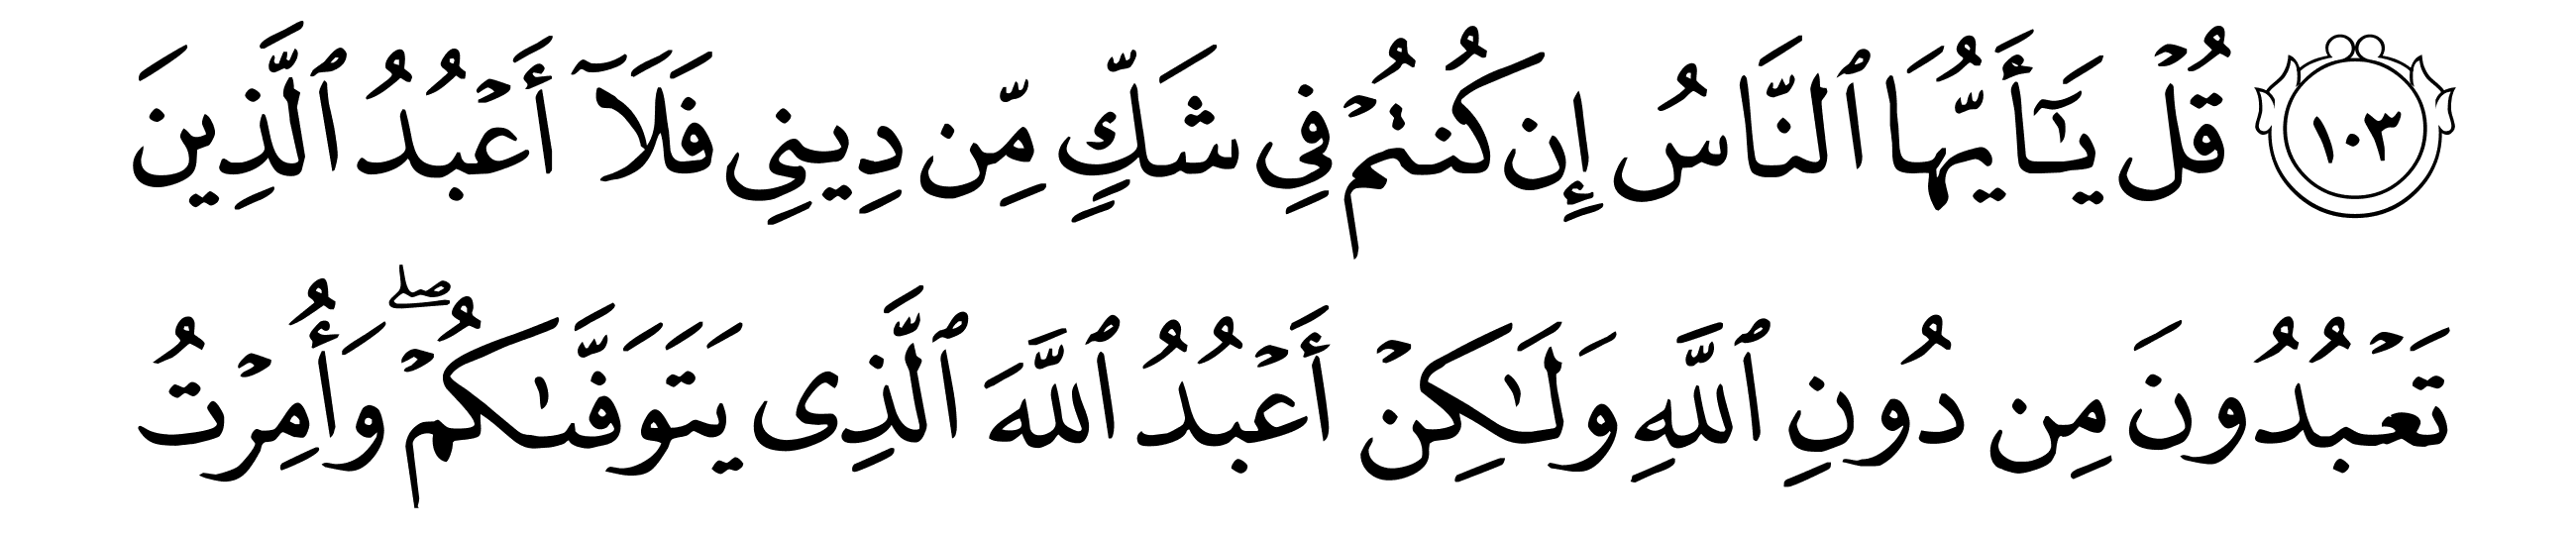 ١٠٣ قُلۡ يَـٰٓأَيُّهَا ٱلنَّاسُ إِن كُنتُمۡ فِي شَكٍّ مِّن دِينِي فَلَآ أَعۡبُدُ ٱلَّذِينَ
تَعۡبُدُونَ مِن دُونِ ٱللَّهِ وَلَـٰكِنۡ أَعۡبُدُ ٱللَّهَ ٱلَّذِى يَتَوَفَّىٰكُمۡۖ وَأُمِرۡتُ